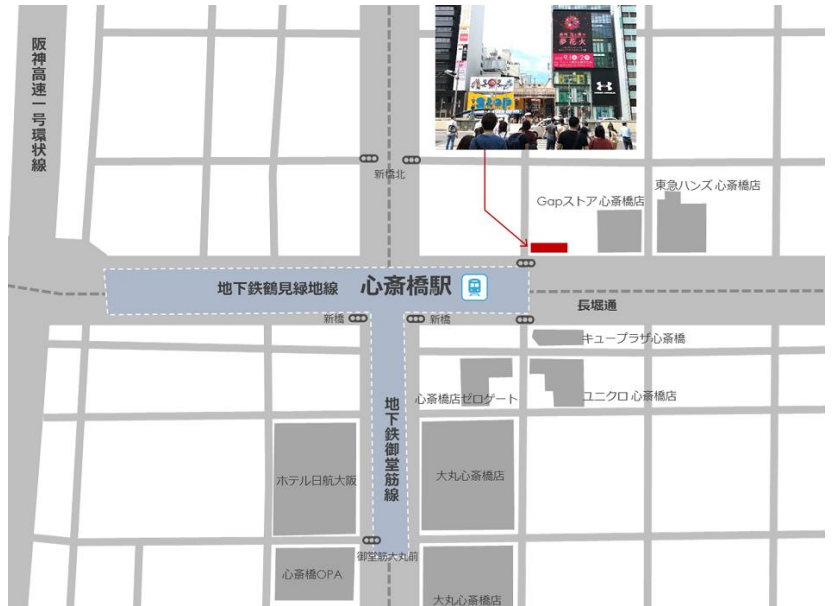 阪神高速一号環状線
夢花火
新橋北
東急ハンズ 心斎橋店
Gapストア 心斎橋店
地下鉄鶴見緑地線
心斎橋駅
長堀通
新橋
新橋
キュープラザ心斎橋
心斎橋店ゼロゲート
ユニクロ 心斎橋店
地下鉄御堂筋線
ホテル日航大阪
大丸心斎橋店
御堂筋大丸前
心斎橋OPA
大丸心斎橋店